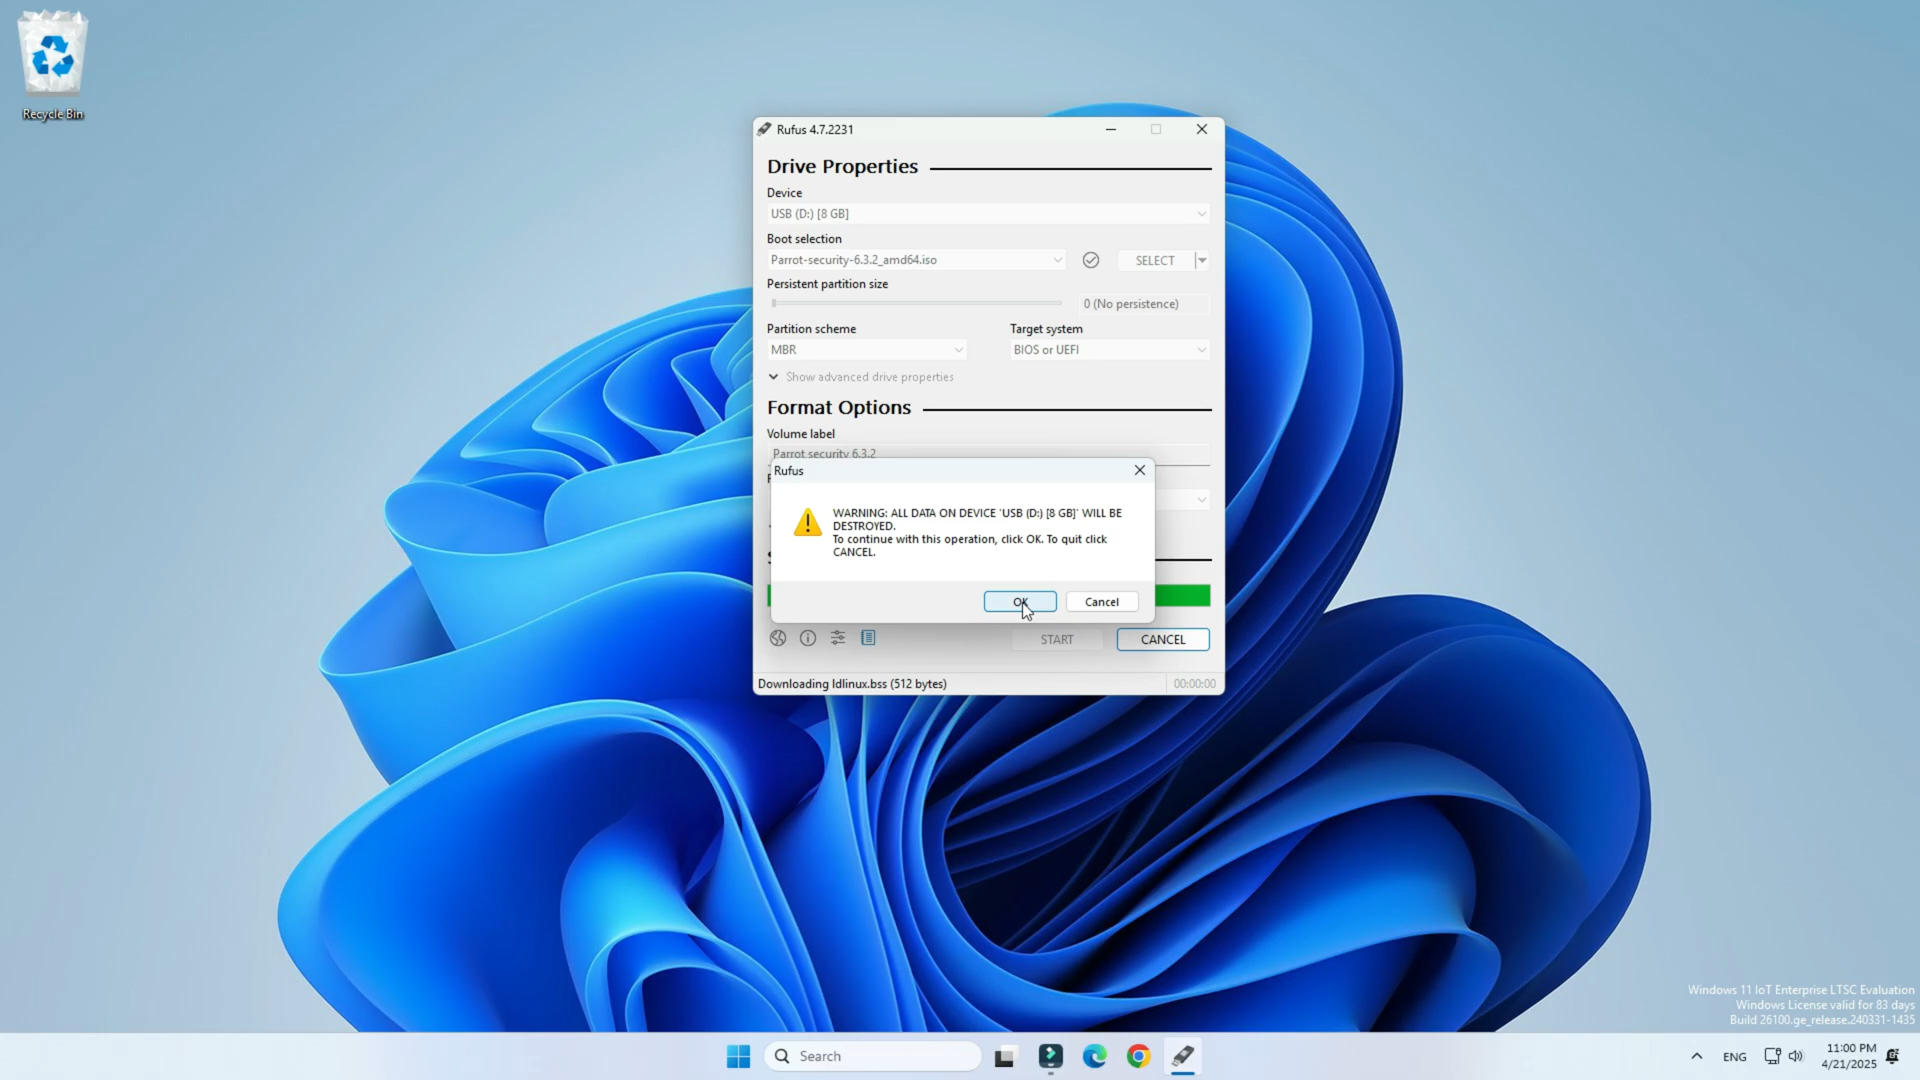 Recycle Bin
Rufus 4.7.2231
Drive Properties
Device
USB (D:) [8 GB]
Boot selection
Parrot-security-6.3.2_amd64.iso
SELECT
Persistent partition size
0 (No persistence)
Partition scheme
Target system
MBR
BIOS or UEFI
Show advanced drive properties
Format Options
Volume label
Parrot security 6.3.2
Rufus
WARNING: ALL DATA ON DEVICE 'USB (D:) [8 GB]' WILL BE
DESTROYED.
To continue with this operation, click OK. To quit click
CANCEL.
OK
Cancel
START
CANCEL
Downloading ldlinux.bss (512 bytes)
00:00:00
Windows 11 IoT Enterprise LTSC Evaluation
Windows License valid for 83 days
Build 26100.ge_release.240331-1435
Search
ENG
11:00 PM
4/21/2025